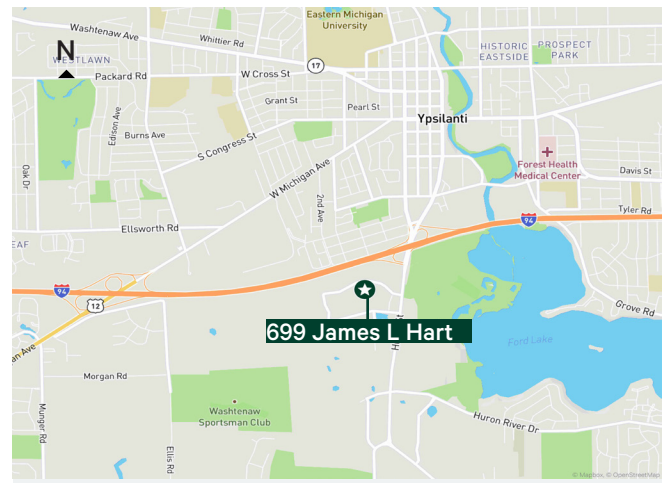 Eastern Michigan
University
Washtenaw Ave
Whittier Rd
N
WESTLAWN
HISTORIC
EASTSIDE
PROSPECT
PARK
17
Packard Rd
W Cross St
Grant St
Pearl St
Edison Ave
Burns Ave
Ypsilanti
S Congress St
W Michigan Ave
Forest Health
Medical Center
Davis St
Oak Dr
2nd Ave
Tyler Rd
94
Ellsworth Rd
EAF
94
12
Grove Rd
699 James L Hart
an Ave
Ford Lake
Morgan Rd
Munger Rd
Washtenaw
Sportsman Club
Huron River Dr
Ellis Rd
© Mapbox, © OpenStreetMap